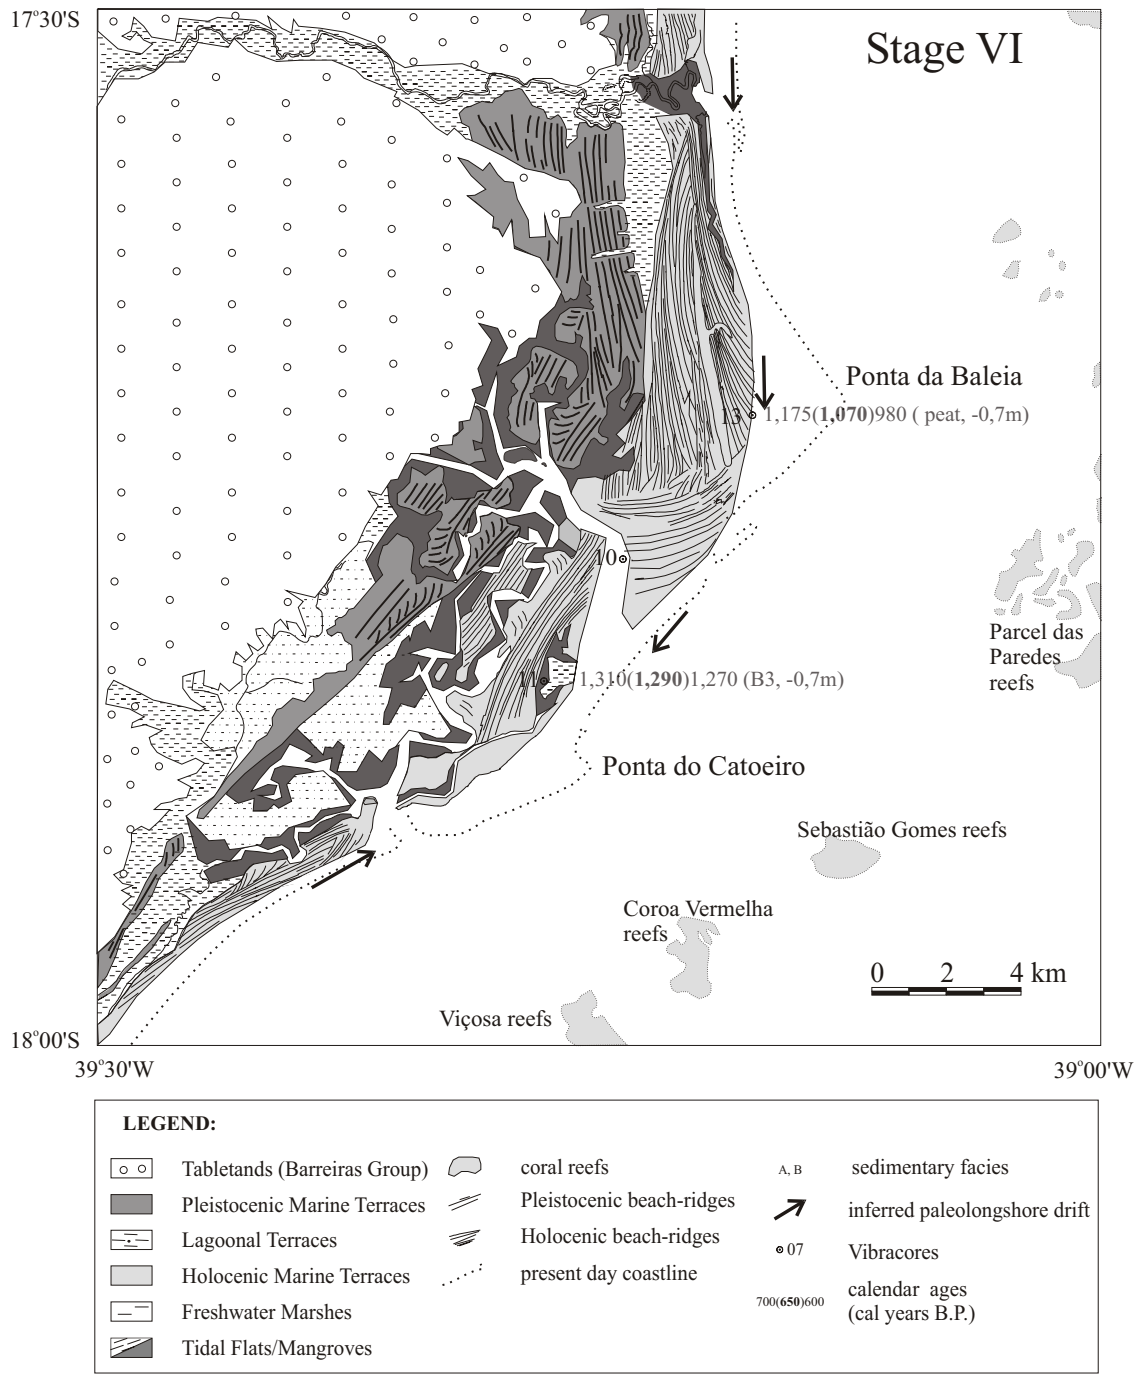 17°30'S
Stage VI
Ponta da Baleia
13 1,175(1,070)980 ( peat, -0,7m)
10
Parcel das
Paredes
reefs
11 1,310(1,290)1,270 (B3, -0,7m)
Ponta do Catoeiro
Sebastião Gomes reefs
Coroa Vermelha
reefs
0 2 4 km
Viçosa reefs
18°00'S
39°30'W
39°00'W
LEGEND:
Tabletands (Barreiras Group)
Pleistocenic Marine Terraces
Lagoonal Terraces
Holocenic Marine Terraces
Freshwater Marshes
Tidal Flats/Mangroves
coral reefs
Pleistocenic beach-ridges
Holocenic beach-ridges
present day coastline
A, B sedimentary facies
inferred paleolongshore drift
07 Vibracores
700(650)600 calendar ages
(cal years B.P.)